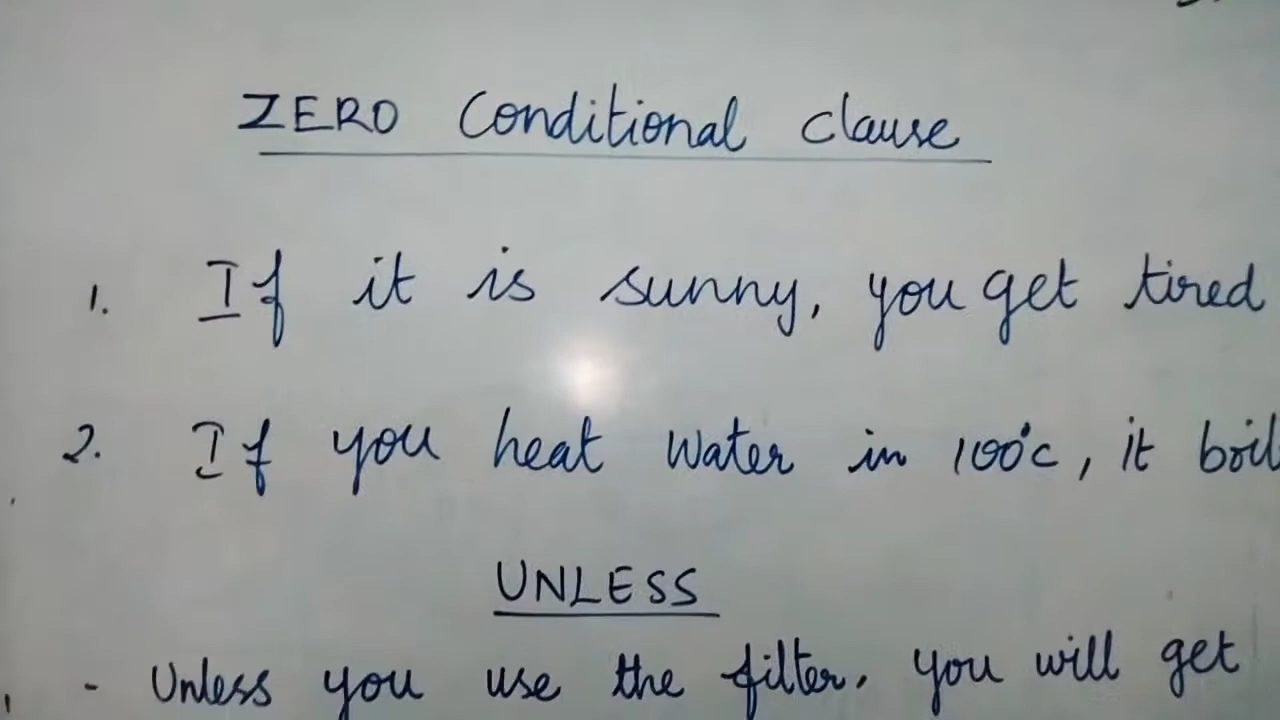 ZERO Conditional Clause
1. If it is sunny, you get tired
2. If you heat Water in 100°c, it boil
UNLESS
- Unless you use the filter, you will get